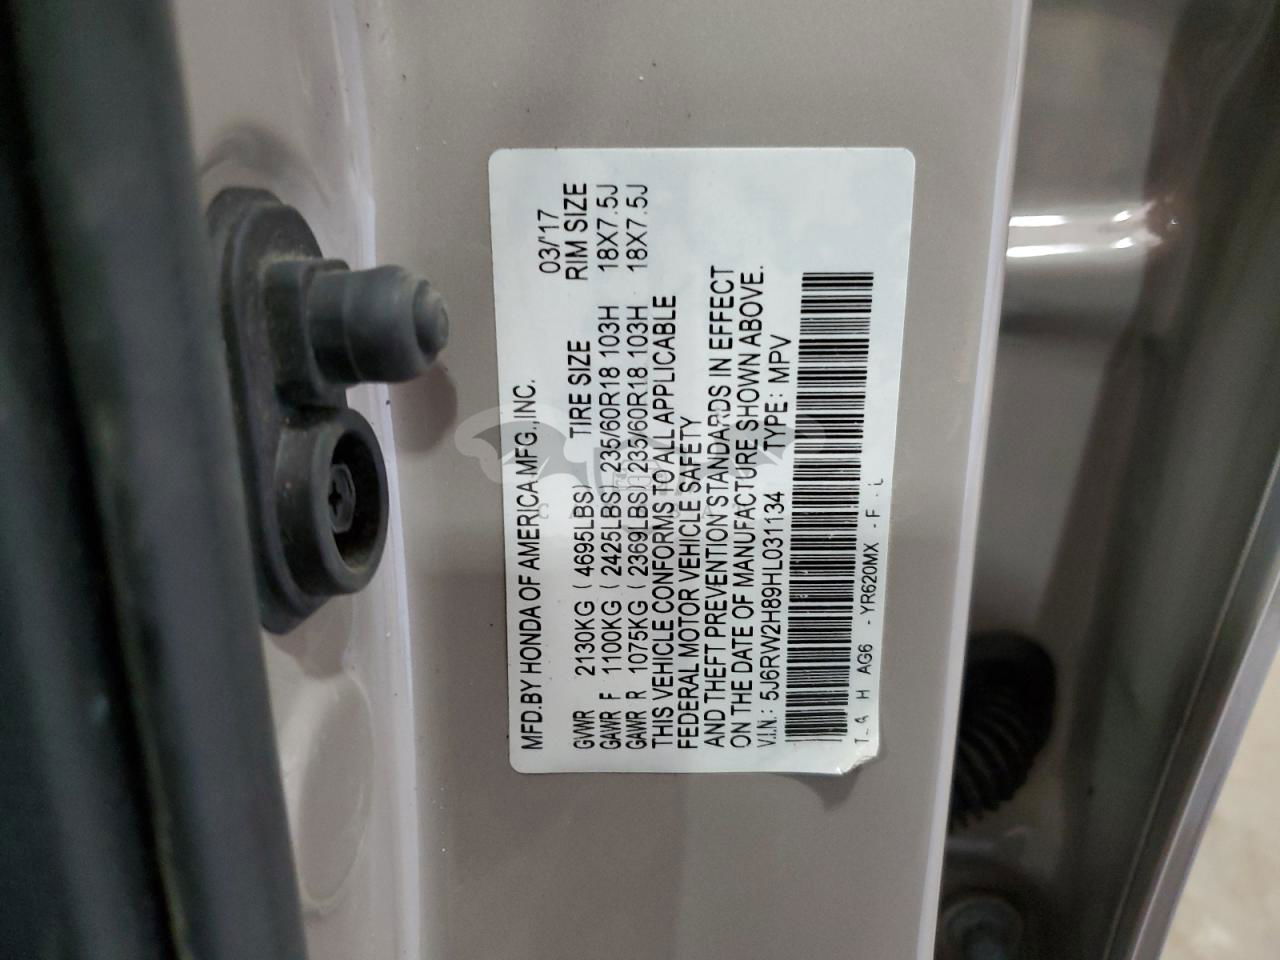 MFD.BY HONDA OF AMERICA MFG.,INC. 03/'17
GVWR 2130KG ( 4695LBS) TIRE SIZE RIM SIZE
GAWR F 1100KG ( 2425LBS) 235/60R18 103H 18X7.5J
GAWR R 1075KG ( 2369LBS) 235/60R18 103H 18X7.5J
THIS VEHICLE CONFORMS TO ALL APPLICABLE
FEDERAL MOTOR VEHICLE SAFETY
AND THEFT PREVENTION STANDARDS IN EFFECT
ON THE DATE OF MANUFACTURE SHOWN ABOVE.
V.I.N.: 5J6RW2H89HL031134 TYPE: MPV
H AG6 - YR620MX - F - L